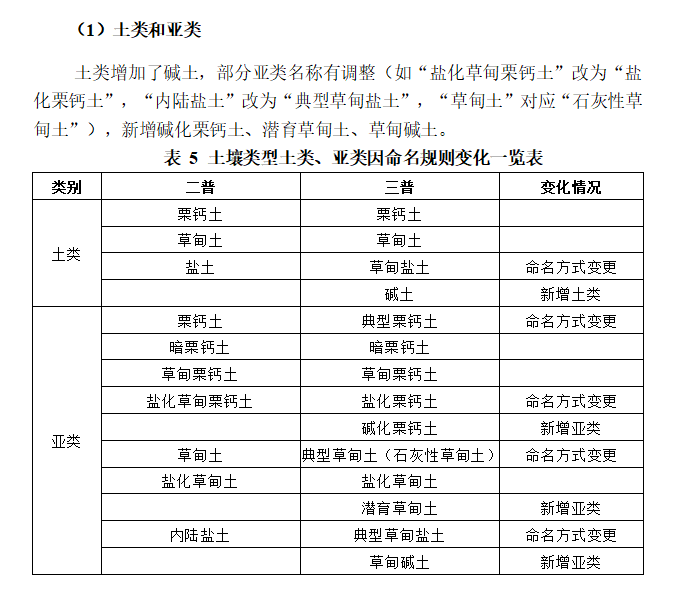 （1）土类和亚类
土类增加了碱土，部分亚类名称有调整（如“盐化草甸栗钙土”改为“盐
化栗钙土”，“内陆盐土”改为“典型草甸盐土”，“草甸土”对应“石灰性草
甸土”），新增碱化栗钙土、潜育草甸土、草甸碱土。
表 5 土壤类型土类、亚类因命名规则变化一览表
类别 二普 三普 变化情况
土类
栗钙土 栗钙土
草甸土 草甸土
盐土 草甸盐土 命名方式变更
碱土 新增土类
亚类
栗钙土 典型栗钙土 命名方式变更
暗栗钙土 暗栗钙土
草甸栗钙土 草甸栗钙土
盐化草甸栗钙土 盐化栗钙土 命名方式变更
碱化栗钙土 新增亚类
草甸土 典型草甸土（石灰性草甸土） 命名方式变更
盐化草甸土 盐化草甸土
潜育草甸土 新增亚类
内陆盐土 典型草甸盐土 命名方式变更
草甸碱土 新增亚类